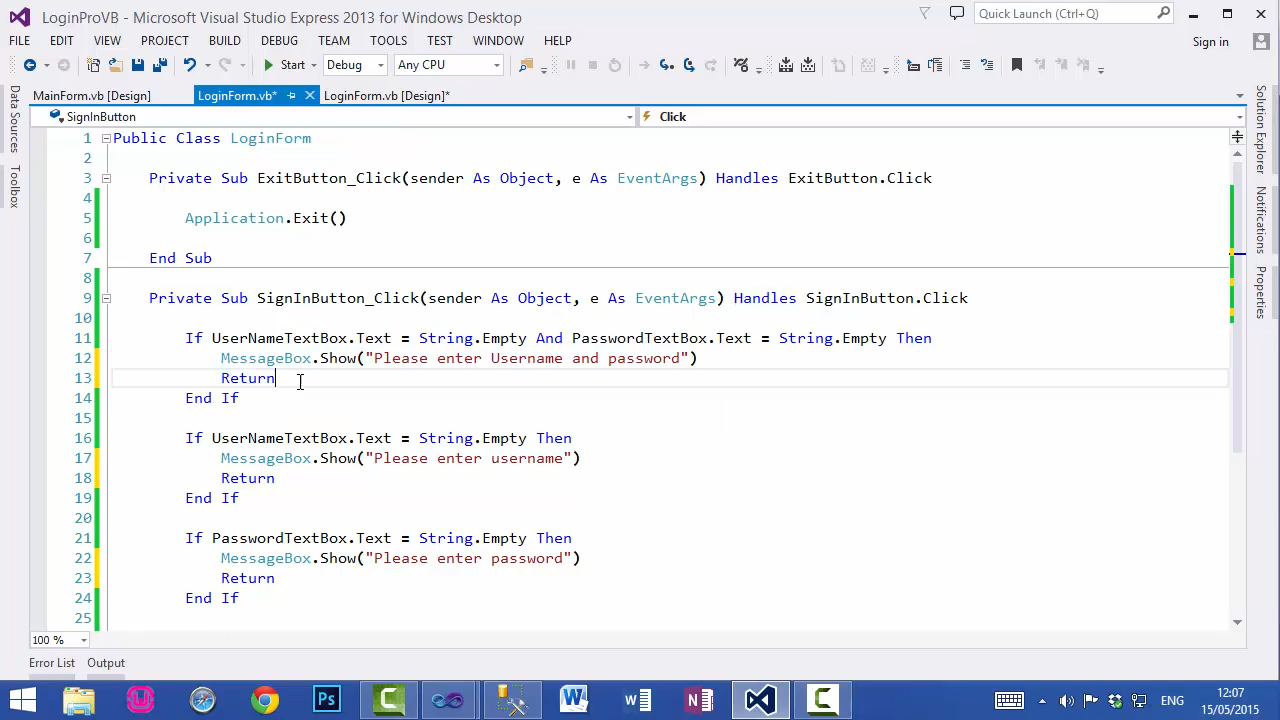 LoginProVB - Microsoft Visual Studio Express 2013 for Windows Desktop
Quick Launch (Ctrl+Q)
FILE EDIT VIEW PROJECT BUILD DEBUG TEAM TOOLS TEST WINDOW HELP
Sign in
Start Debug Any CPU
MainForm.vb [Design] LoginForm.vb* LoginForm.vb [Design]*
SignInButton Click
Data Sources
Toolbox
Solution Explorer
Notifications
Properties
1 Public Class LoginForm
2
3 Private Sub ExitButton_Click(sender As Object, e As EventArgs) Handles ExitButton.Click
4
5 Application.Exit()
6
7 End Sub
8
9 Private Sub SignInButton_Click(sender As Object, e As EventArgs) Handles SignInButton.Click
10
11 If UserNameTextBox.Text = String.Empty And PasswordTextBox.Text = String.Empty Then
12 MessageBox.Show("Please enter Username and password")
13 Return
14 End If
15
16 If UserNameTextBox.Text = String.Empty Then
17 MessageBox.Show("Please enter username")
18 Return
19 End If
20
21 If PasswordTextBox.Text = String.Empty Then
22 MessageBox.Show("Please enter password")
23 Return
24 End If
25
100 %
Error List Output
Ps
ENG
12:07
15/05/2015